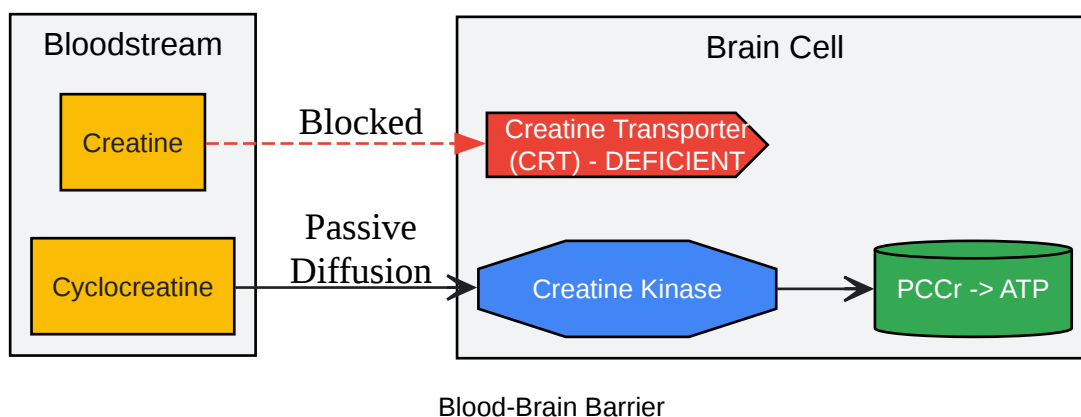 Bloodstream
Brain Cell
Creatine
Blocked
Creatine Transporter
(CRT) - DEFICIENT
Cyclocreatine
Passive
Diffusion
Creatine Kinase
PCCr -> ATP
Blood-Brain Barrier